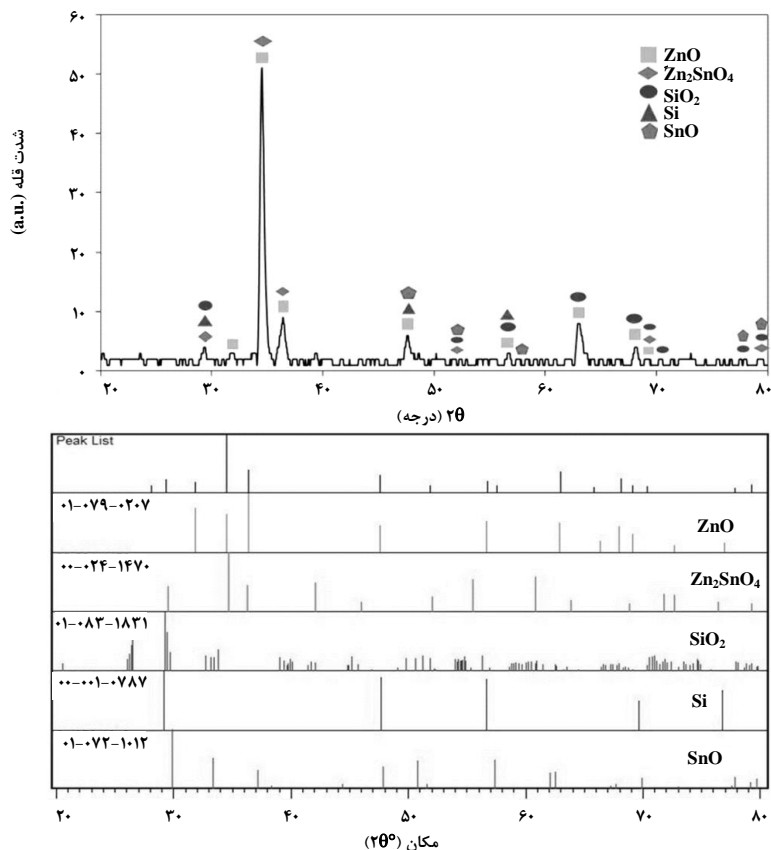 ۶۰
۵۰
۴۰
۳۰
۲۰
۱۰
۰
شدت قله (a.u.)
ZnO
Zn₂SnO₄
SiO₂
Si
SnO
۲۰ ۳۰ ۴۰ ۵۰ ۶۰ ۷۰ ۸۰
۲θ (درجه)
Peak List
۰۱-۰۷۹-۰۲۰۷ ZnO
۰۰-۰۲۴-۱۴۷۰ Zn₂SnO₄
۰۱-۰۸۳-۱۸۳۱ SiO₂
۰۰-۰۰۱-۰۷۸۷ Si
۰۱-۰۷۲-۱۰۱۲ SnO
۲۰ ۳۰ ۴۰ ۵۰ ۶۰ ۷۰ ۸۰
مکان (۲θ°)